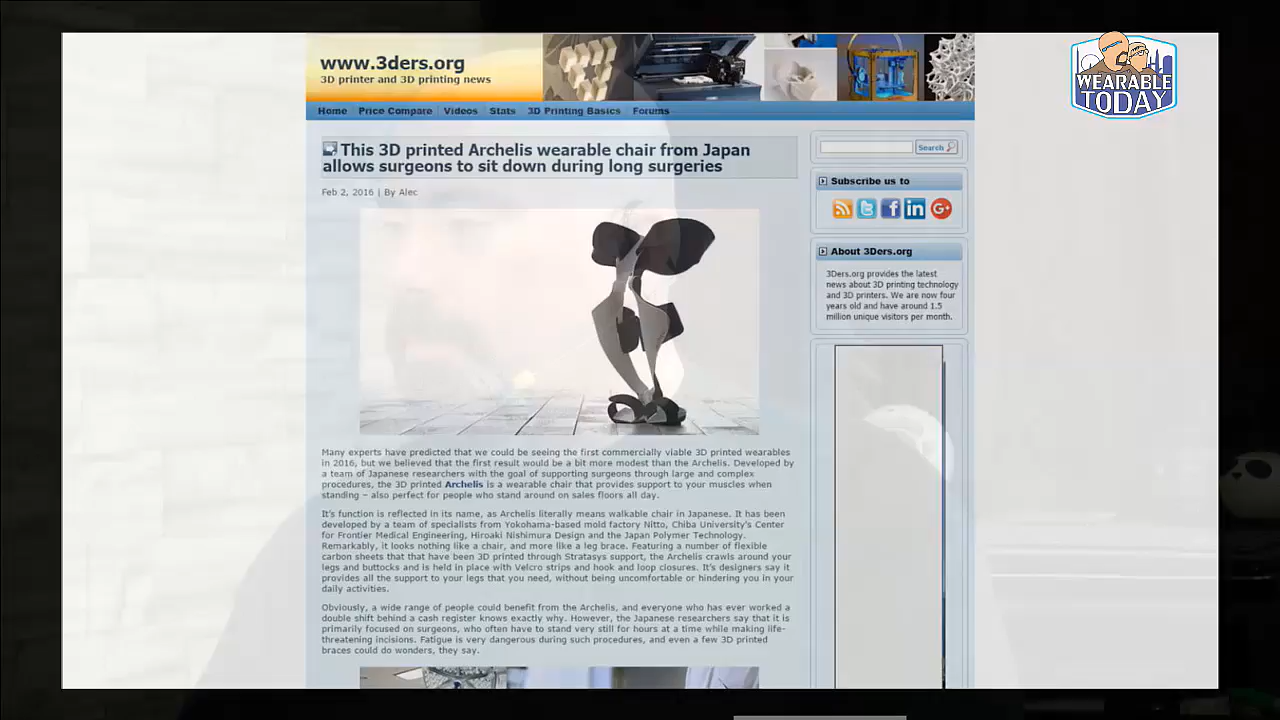 www.3ders.org
3D printer and 3D printing news
WEARABLE
TODAY
Home Price Compare Videos Stats 3D Printing Basics Forums
This 3D printed Archelis wearable chair from Japan
allows surgeons to sit down during long surgeries
Search
Feb 2, 2016 | By Alec
Subscribe us to
About 3Ders.org
3Ders.org provides the latest
news about 3D printing technology
and 3D printers. We are now four
years old and have around 1.5
million unique visitors per month.
Many experts have predicted that we could be seeing the first commercially viable 3D printed wearables
in 2016, but we believed that the first result would be a bit more modest than the Archelis. Developed by
a team of Japanese researchers with the goal of supporting surgeons through large and complex
procedures, the 3D printed Archelis is a wearable chair that provides support to your muscles when
standing – also perfect for people who stand around on sales floors all day.
It's function is reflected in its name, as Archelis literally means walkable chair in Japanese. It has been
developed by a team of specialists from Yokohama-based mold factory Nitto, Chiba University's Center
for Frontier Medical Engineering, Hiroaki Nishimura Design and the Japan Polymer Technology.
Remarkably, it looks nothing like a chair, and more like a leg brace. Featuring a number of flexible
carbon sheets that that have been 3D printed through Stratasys support, the Archelis crawls around your
legs and buttocks and is held in place with Velcro strips and hook and loop closures. It's designers say it
provides all the support to your legs that you need, without being uncomfortable or hindering you in your
daily activities.
Obviously, a wide range of people could benefit from the Archelis, and everyone who has ever worked a
double shift behind a cash register knows exactly why. However, the Japanese researchers say that it is
primarily focused on surgeons, who often have to stand very still for hours at a time while making life-
threatening incisions. Fatigue is very dangerous during such procedures, and even a few 3D printed
braces could do wonders, they say.